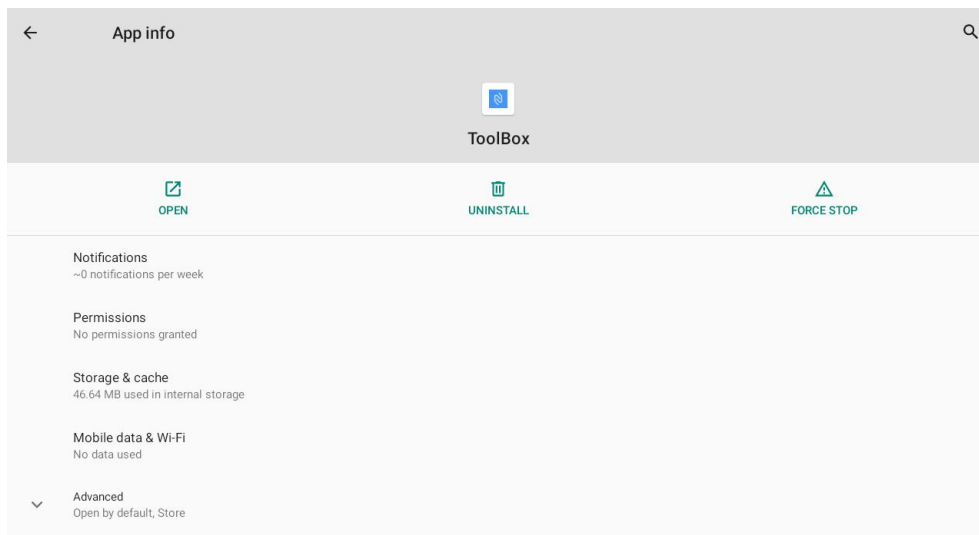 App info
ToolBox
OPEN
UNINSTALL
FORCE STOP
Notifications
~0 notifications per week
Permissions
No permissions granted
Storage & cache
46.64 MB used in internal storage
Mobile data & Wi-Fi
No data used
Advanced
Open by default, Store